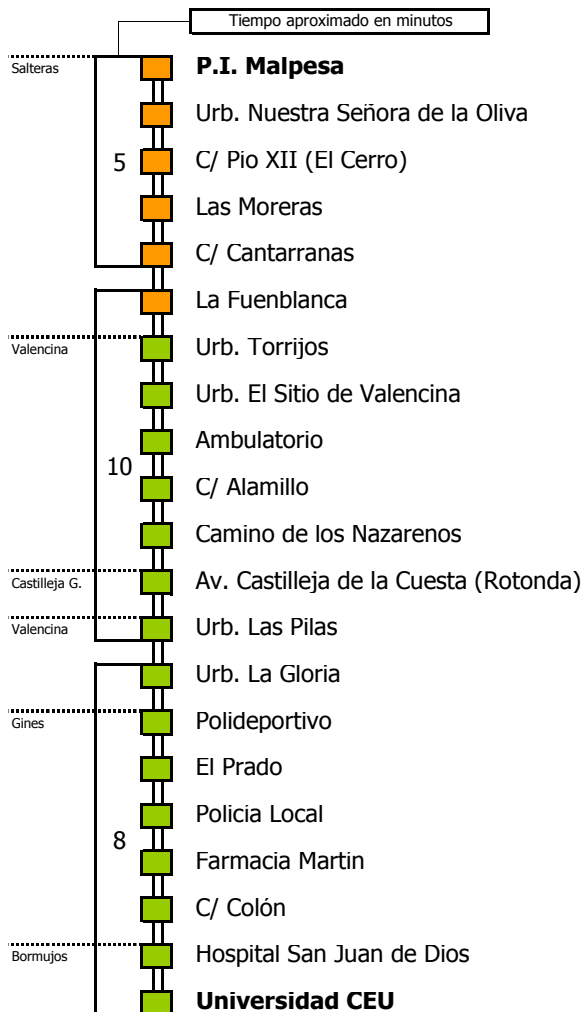 Tiempo aproximado en minutos
Salteras
P.I. Malpesa
Urb. Nuestra Señora de la Oliva
5
C/ Pio XII (El Cerro)
Las Moreras
C/ Cantarranas
La Fuenblanca
Valencina
Urb. Torrijos
Urb. El Sitio de Valencina
Ambulatorio
10
C/ Alamillo
Camino de los Nazarenos
Castilleja G.
Av. Castilleja de la Cuesta (Rotonda)
Valencina
Urb. Las Pilas
Urb. La Gloria
Gines
Polideportivo
El Prado
Policia Local
8
Farmacia Martin
C/ Colón
Bormujos
Hospital San Juan de Dios
Universidad CEU